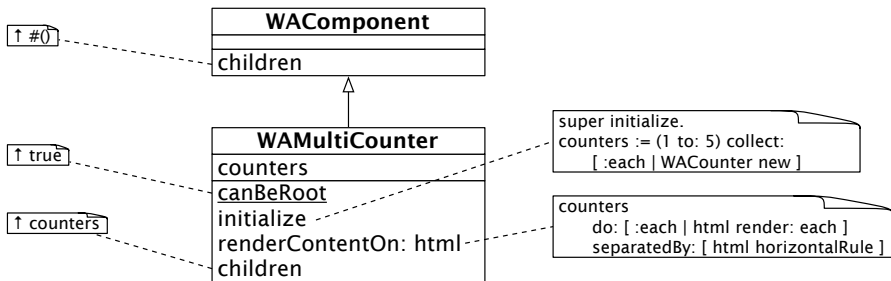 WAComponent
↑ #()
children
WAMultiCounter
counters
↑ true
canBeRoot
initialize
renderContentOn: html
↑ counters
children
super initialize.
counters := (1 to: 5) collect:
[ :each | WACounter new ]
counters
do: [ :each | html render: each ]
separatedBy: [ html horizontalRule ]